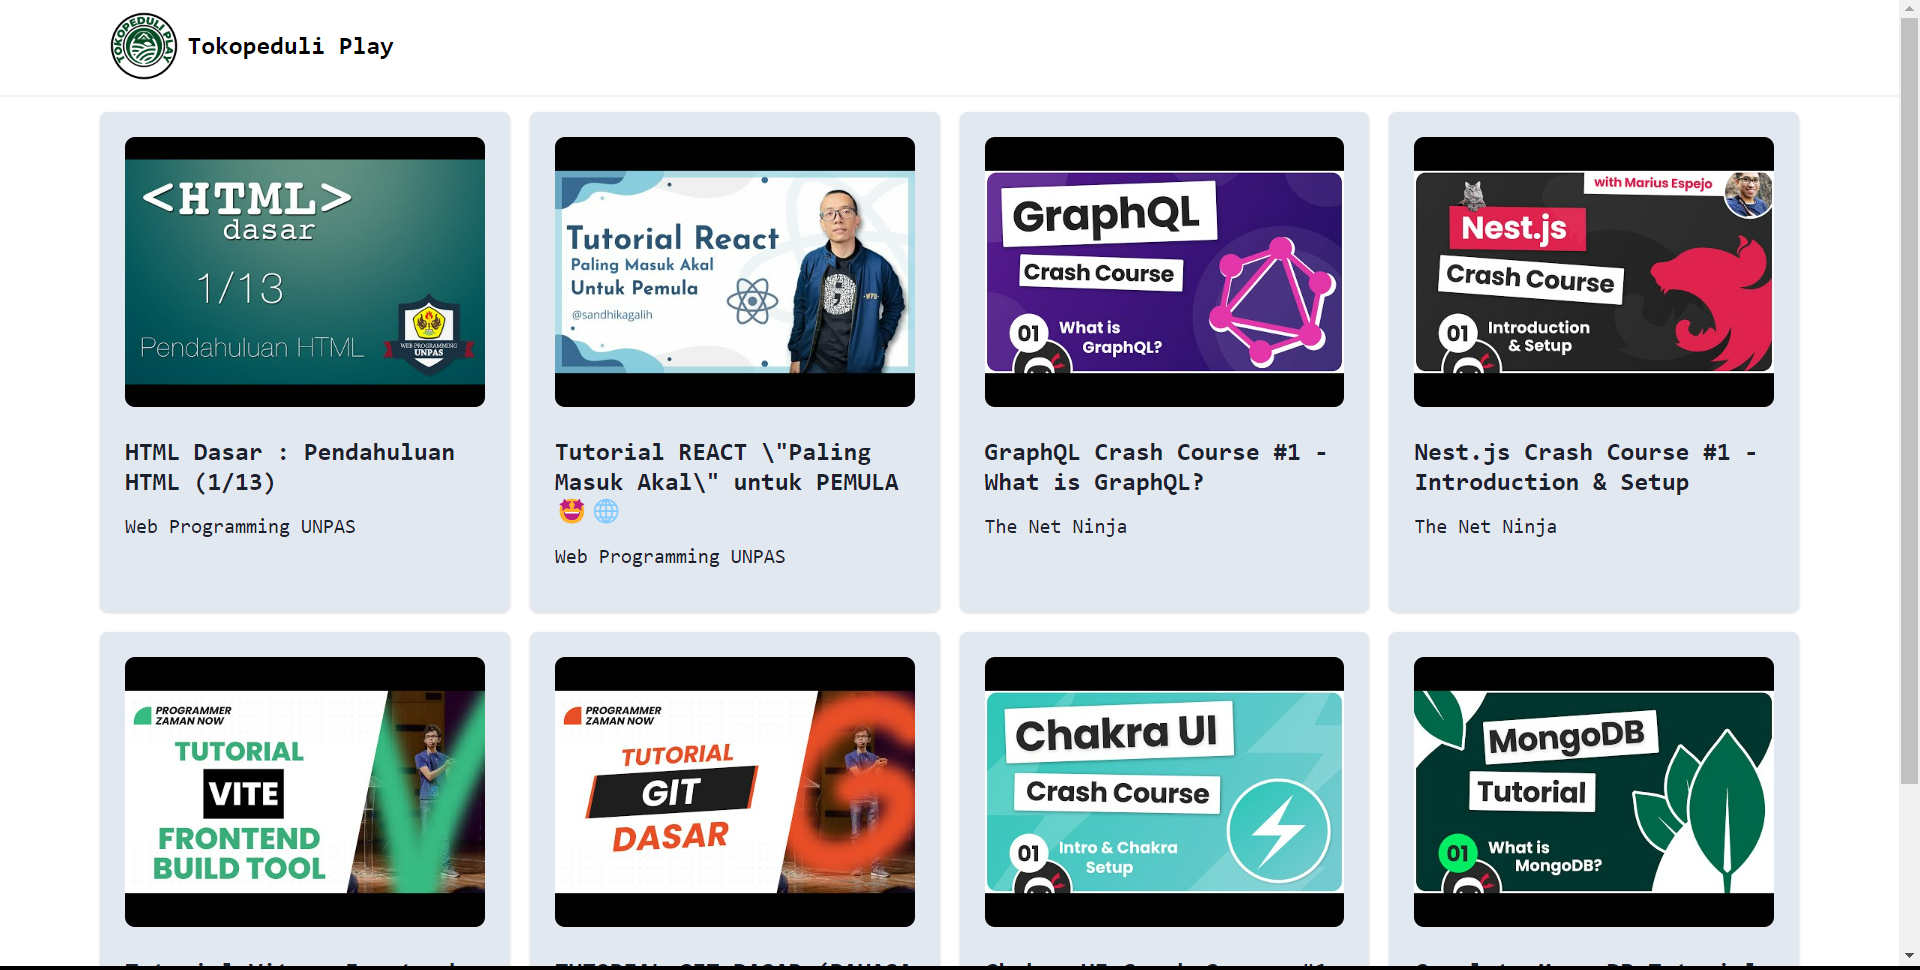 TOKOPEDULI PLAY
Tokopeduli Play
<HTML>
dasar
1/13
Pendahuluan HTML
WEB PROGRAMMING
UNPAS
HTML Dasar : Pendahuluan
HTML (1/13)
Web Programming UNPAS
Tutorial React
Paling Masuk Akal
Untuk Pemula
@sandhikagalih
WPU
Tutorial REACT \"Paling
Masuk Akal\" untuk PEMULA
🤩🌐
Web Programming UNPAS
GraphQL
Crash Course
01
What is
GraphQL?
GraphQL Crash Course #1 -
What is GraphQL?
The Net Ninja
with Marius Espejo
Nest.js
Crash Course
01
Introduction
& Setup
Nest.js Crash Course #1 -
Introduction & Setup
The Net Ninja
PROGRAMMER
ZAMAN NOW
TUTORIAL
VITE
FRONTEND
BUILD TOOL
PROGRAMMER
ZAMAN NOW
TUTORIAL
GIT
DASAR
Chakra UI
Crash Course
01
Intro & Chakra
Setup
MongoDB
Tutorial
01
What is
MongoDB?